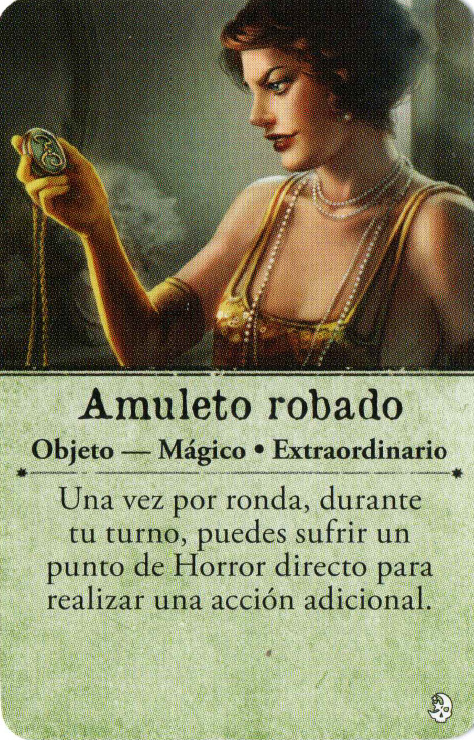 Amuleto robado
Objeto — Mágico • Extraordinario
Una vez por ronda, durante
tu turno, puedes sufrir un
punto de Horror directo para
realizar una acción adicional.